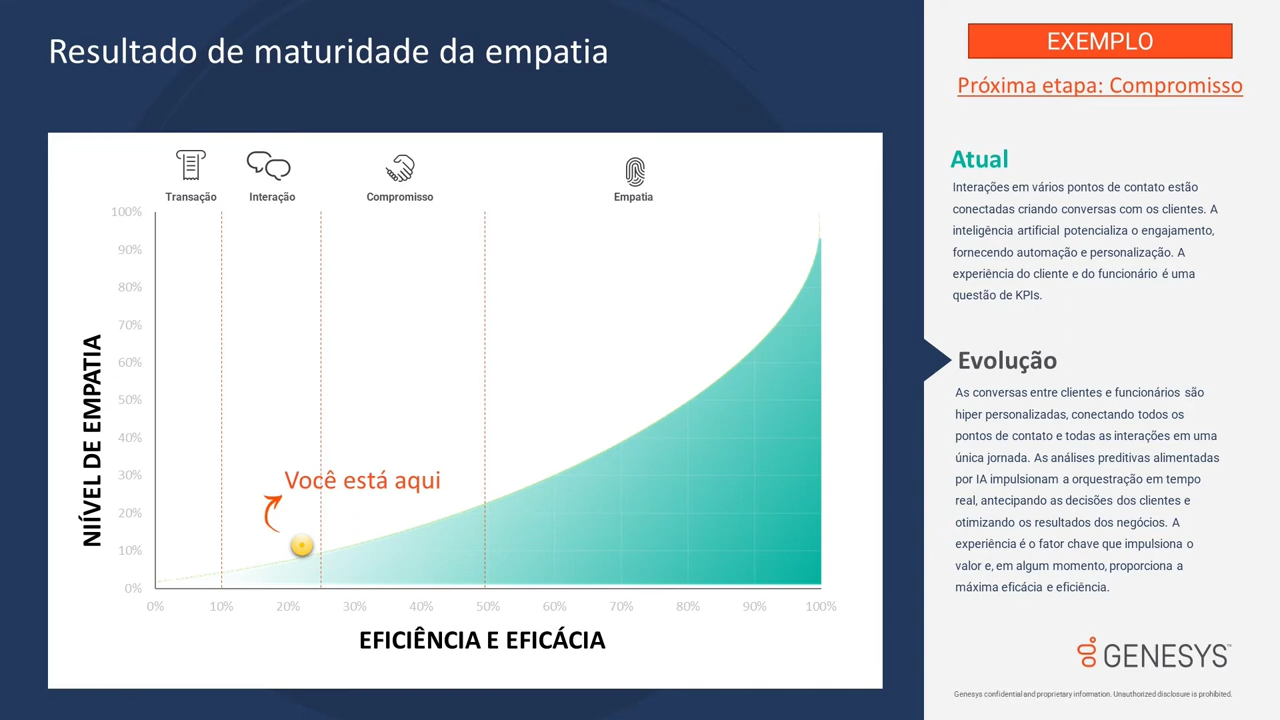 Resultado de maturidade da empatia
EXEMPLO
Próxima etapa: Compromisso
Transação
Interação
Compromisso
Empatia
100%
90%
80%
70%
60%
50%
40%
30%
20%
10%
0%
NIÍVEL DE EMPATIA
Você está aqui
0% 10% 20% 30% 40% 50% 60% 70% 80% 90% 100%
EFICIÊNCIA E EFICÁCIA
Atual
Interações em vários pontos de contato estão
conectadas criando conversas com os clientes. A
inteligência artificial potencializa o engajamento,
fornecendo automação e personalização. A
experiência do cliente e do funcionário é uma
questão de KPIs.
Evolução
As conversas entre clientes e funcionários são
hiper personalizadas, conectando todos os
pontos de contato e todas as interações em uma
única jornada. As análises preditivas alimentadas
por IA impulsionam a orquestração em tempo
real, antecipando as decisões dos clientes e
otimizando os resultados dos negócios. A
experiência é o fator chave que impulsiona o
valor e, em algum momento, proporciona a
máxima eficácia e eficiência.
GENESYS™
Genesys confidential and proprietary information. Unauthorized disclosure is prohibited.